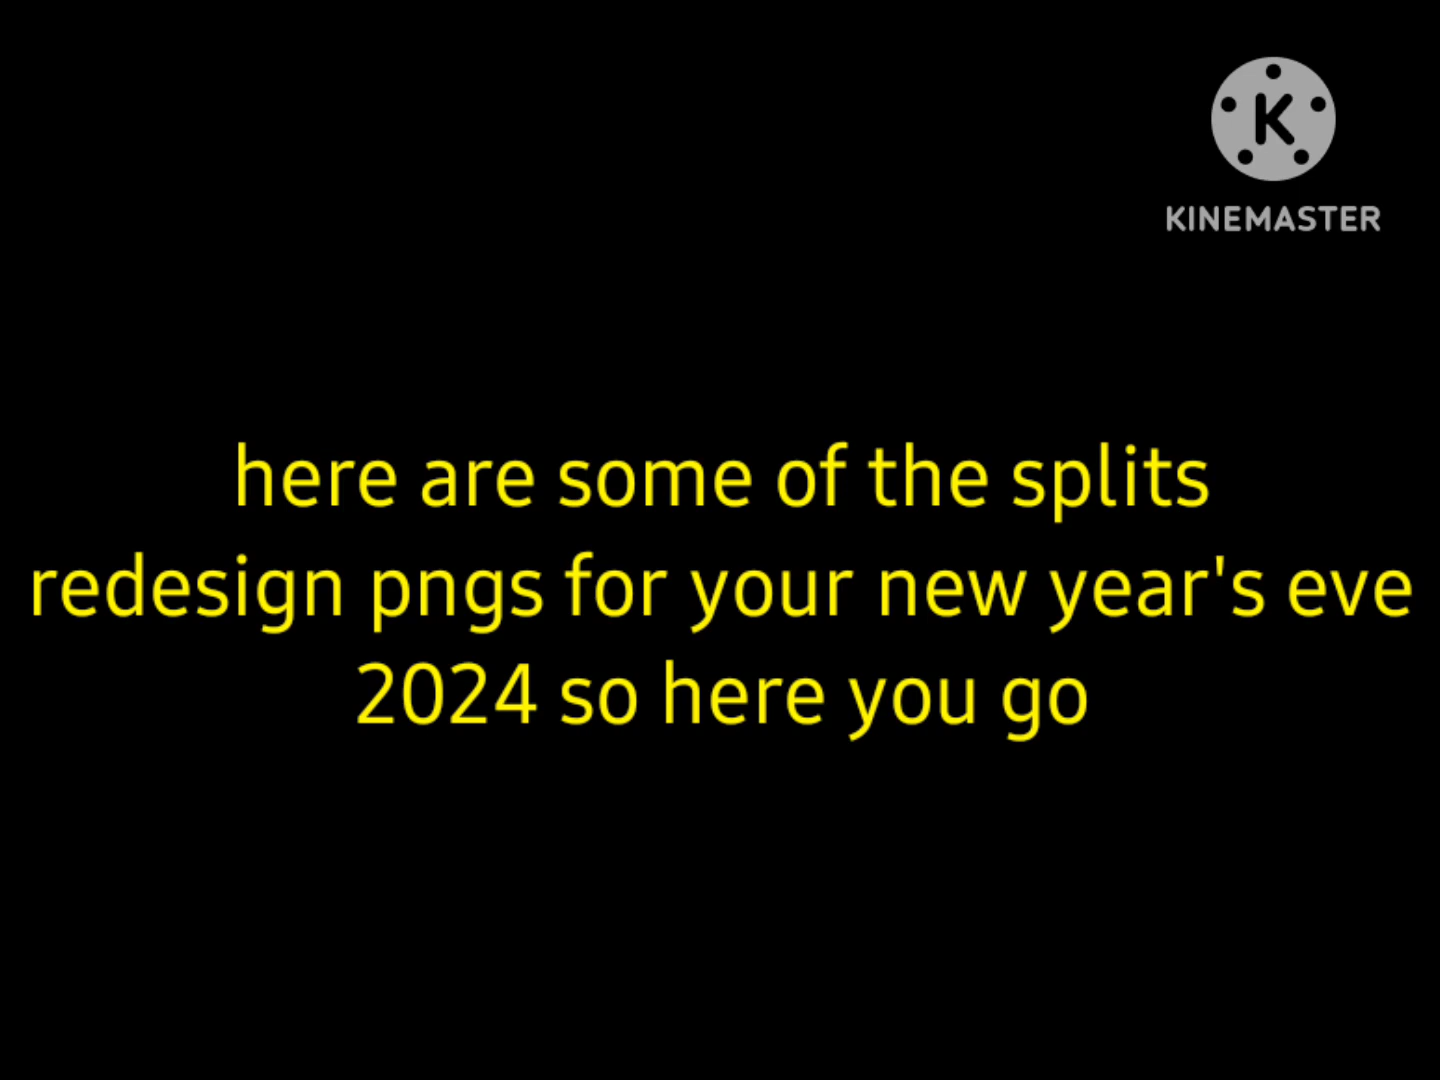 K
KINEMASTER
here are some of the splits
redesign pngs for your new year's eve
2024 so here you go